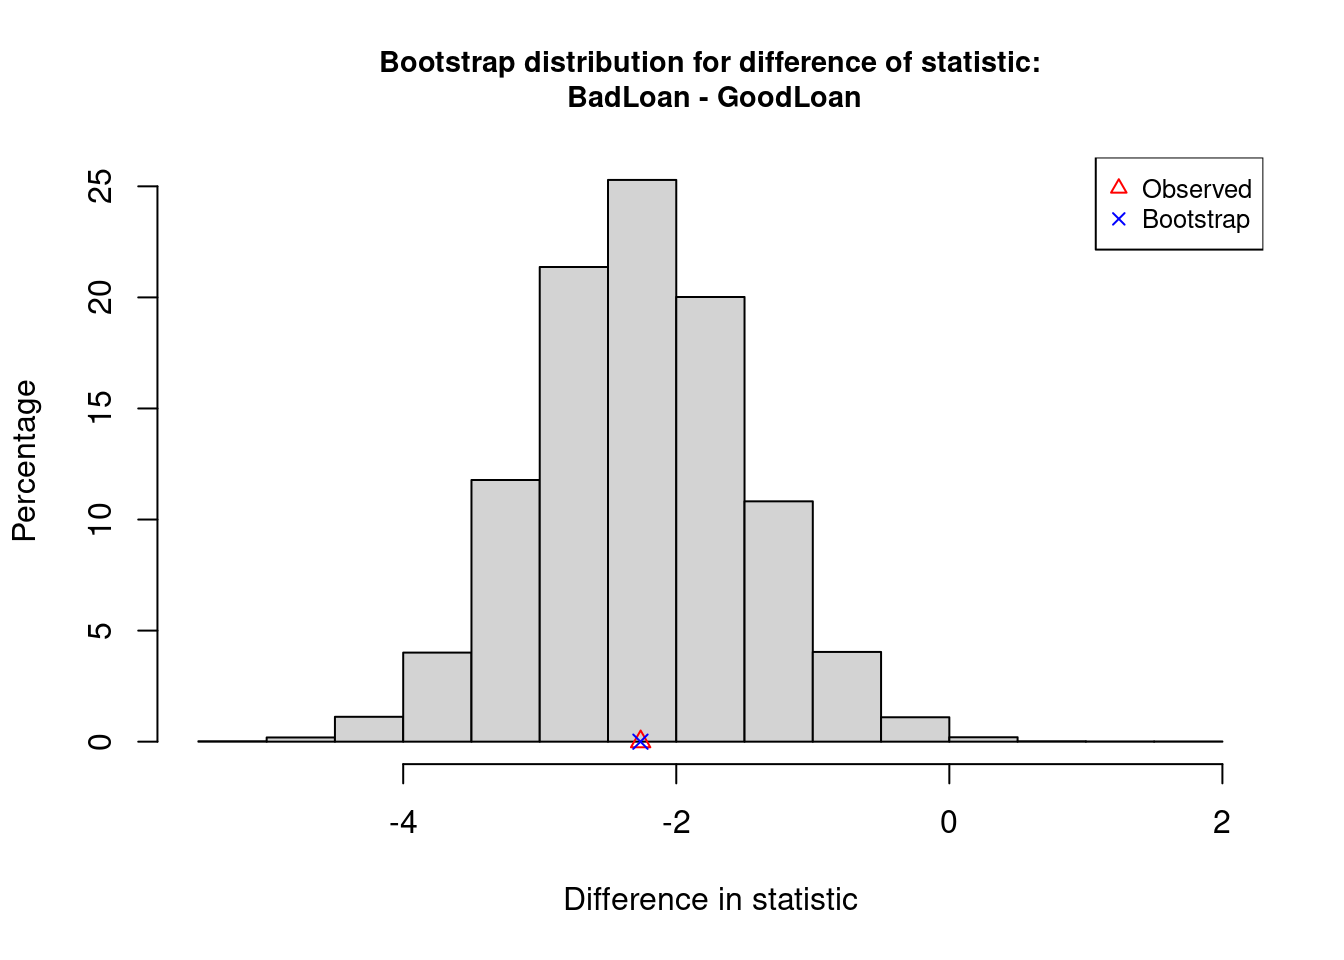 Bootstrap distribution for difference of statistic:
BadLoan - GoodLoan
Observed
Bootstrap
Percentage
25
20
15
10
5
0
-4
-2
0
2
Difference in statistic